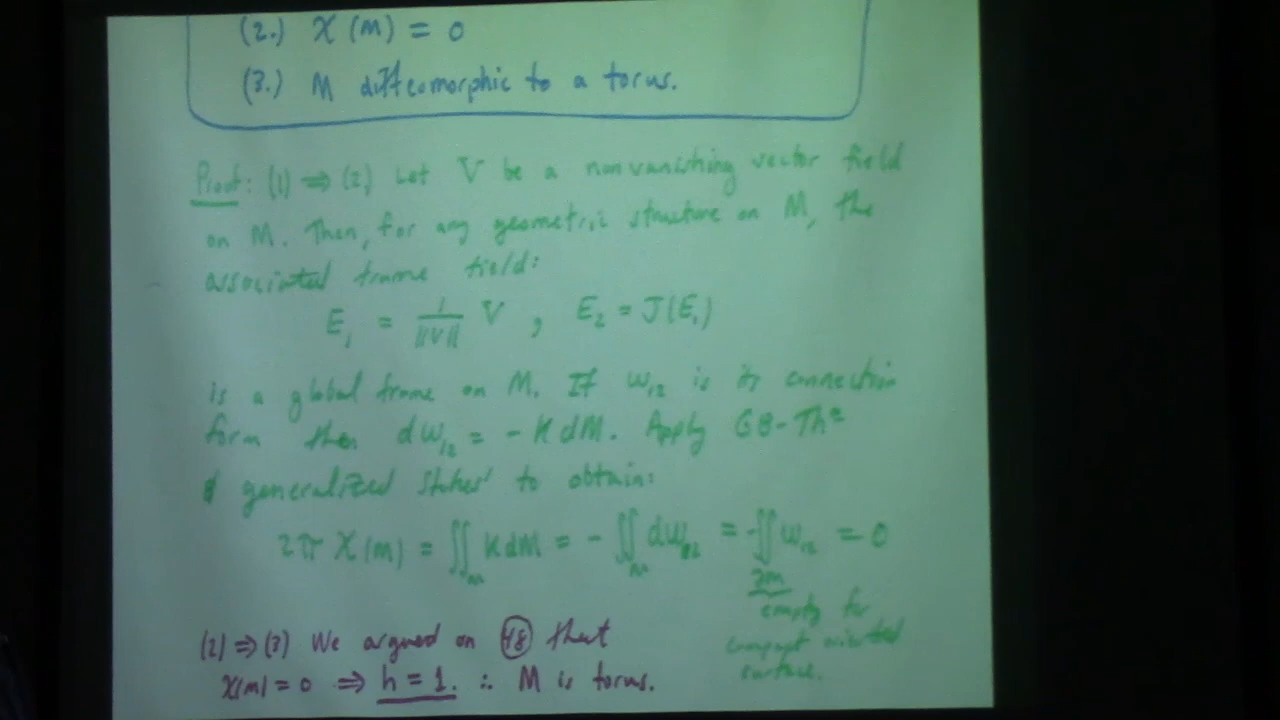 (2.) χ(M) = 0
(3.) M diffeomorphic to a torus.
Proof: (1) ⇒ (2) Let V be a nonvanishing vector field
on M. Then, for any geometric structure on M, the
associated frame field:
E₁ = 1/||V|| V , E₂ = J(E₁)
is a global frame on M. If ω₁₂ is its connection
form then dω₁₂ = -K dM. Apply GB-Thᵐ
& generalized Stokes' to obtain:
2π χ(M) = ∬_M K dM = - ∬_M dω₁₂ = -∬_∂M ω₁₂ = 0
empty for
compact oriented
surface.
(2) ⇒ (3) We argued on 48 that
χ(M) = 0 ⇒ h = 1. ∴ M is torus.